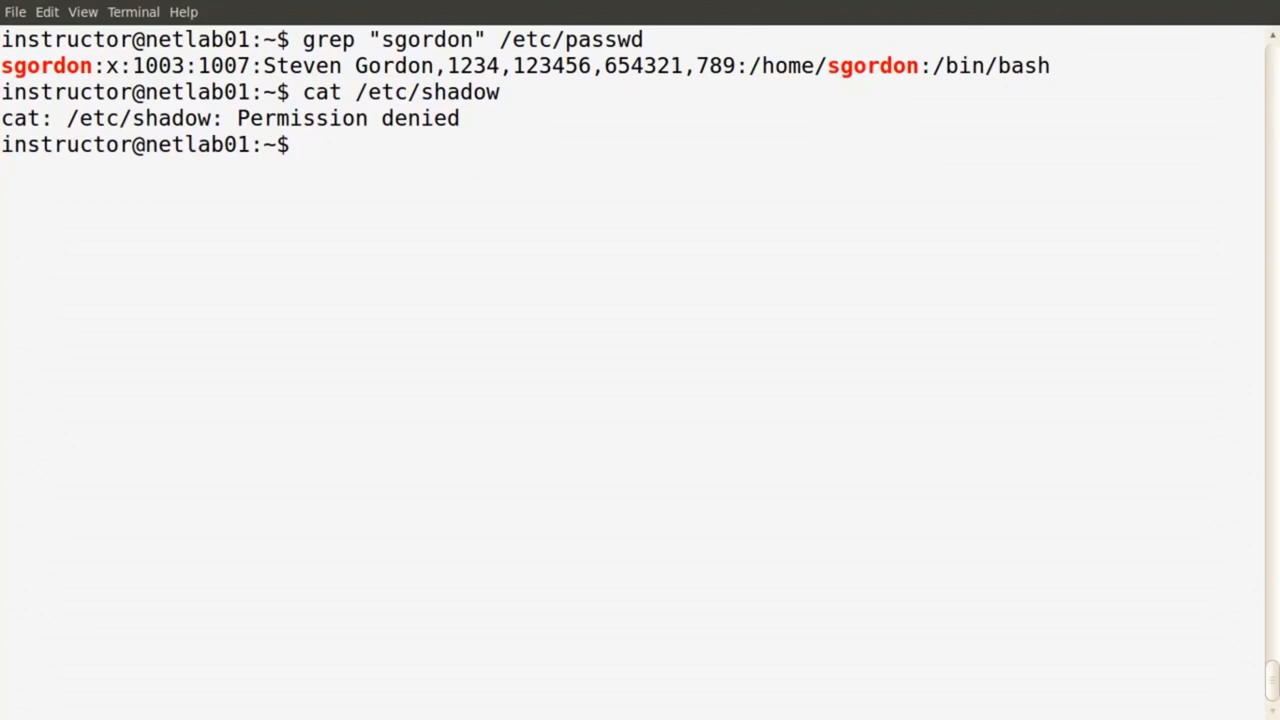 File Edit View Terminal Help
instructor@netlab01:~$ grep "sgordon" /etc/passwd
sgordon:x:1003:1007:Steven Gordon,1234,123456,654321,789:/home/sgordon:/bin/bash
instructor@netlab01:~$ cat /etc/shadow
cat: /etc/shadow: Permission denied
instructor@netlab01:~$